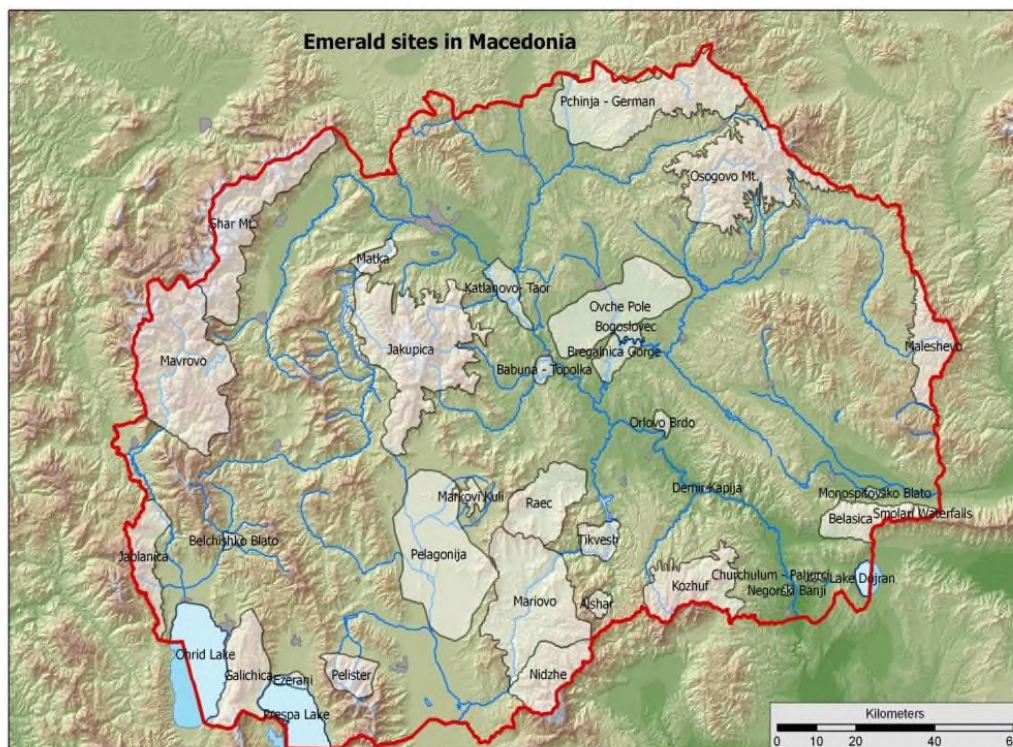 Emerald sites in Macedonia
Pchinja - German
Osogovo Mt.
Shar Mt.
Matka
Katlanovo- Taor
Ovche Pole
Bogoslovec
Mavrovo
Jakupica
Bregalnica Gorge
Maleshevo
Babuna - Topolka
Orlovo Brdo
Markovi Kuli
Raec
Demir Kapija
Monospitovsko Blato
Smolari Waterfalls
Belasica
Belchishko Blato
Jablanica
Pelagonija
Tikvesh
Mariovo
Kozhuf
Churchulum - Paljurci
Lake Dojran
Negorski Banji
Alshar
Ohrid Lake
Galichica
Ezerani
Pelister
Nidzhe
Prespa Lake
Kilometers
0 10 20 40